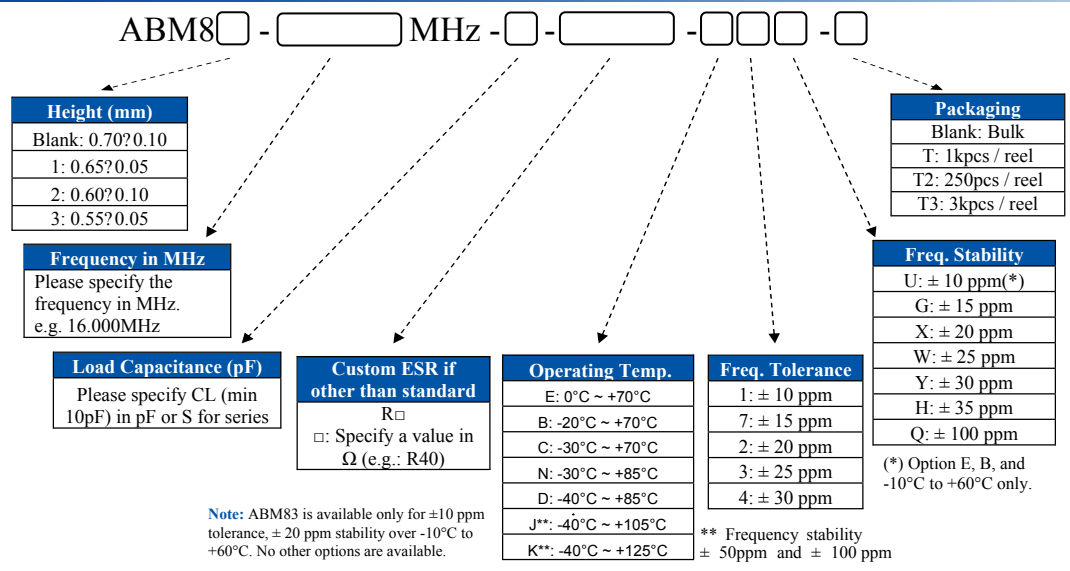 ABM8□ - MHz - - - -
Height (mm)
Blank: 0.70?0.10
1: 0.65?0.05
2: 0.60?0.10
3: 0.55?0.05
Frequency in MHz
Please specify the
frequency in MHz.
e.g. 16.000MHz
Load Capacitance (pF)
Please specify CL (min
10pF) in pF or S for series
Custom ESR if
other than standard
R□
□: Specify a value in
Ω (e.g.: R40)
Note: ABM83 is available only for ±10 ppm
tolerance, ± 20 ppm stability over -10°C to
+60°C. No other options are available.
Operating Temp.
E: 0°C ~ +70°C
B: -20°C ~ +70°C
C: -30°C ~ +70°C
N: -30°C ~ +85°C
D: -40°C ~ +85°C
J**: -40°C ~ +105°C
K**: -40°C ~ +125°C
Freq. Tolerance
1: ± 10 ppm
7: ± 15 ppm
2: ± 20 ppm
3: ± 25 ppm
4: ± 30 ppm
** Frequency stability
± 50ppm and ± 100 ppm
Packaging
Blank: Bulk
T: 1kpcs / reel
T2: 250pcs / reel
T3: 3kpcs / reel
Freq. Stability
U: ± 10 ppm(*)
G: ± 15 ppm
X: ± 20 ppm
W: ± 25 ppm
Y: ± 30 ppm
H: ± 35 ppm
Q: ± 100 ppm
(*) Option E, B, and
-10°C to +60°C only.